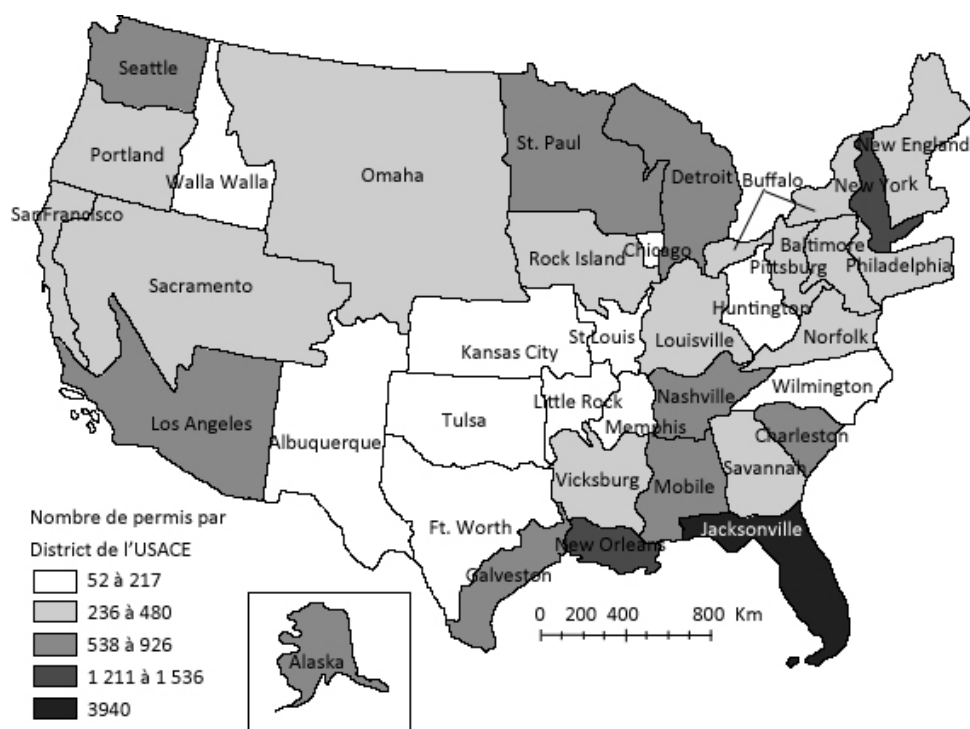 Seattle
Portland
Walla Walla
Omaha
St. Paul
Detroit
Buffalo
New England
New York
SanFrancisco
Sacramento
Rock Island
Chicago
Baltimore
Pittsburg
Philadelphia
Huntington
Kansas City
St Louis
Louisville
Norfolk
Los Angeles
Albuquerque
Tulsa
Little Rock
Memphis
Nashville
Wilmington
Charleston
Vicksburg
Mobile
Savannah
Ft. Worth
New Orleans
Jacksonville
Galveston
Alaska
Nombre de permis par
District de l’USACE
52 à 217
236 à 480
538 à 926
1 211 à 1 536
3940
0 200 400 800 Km